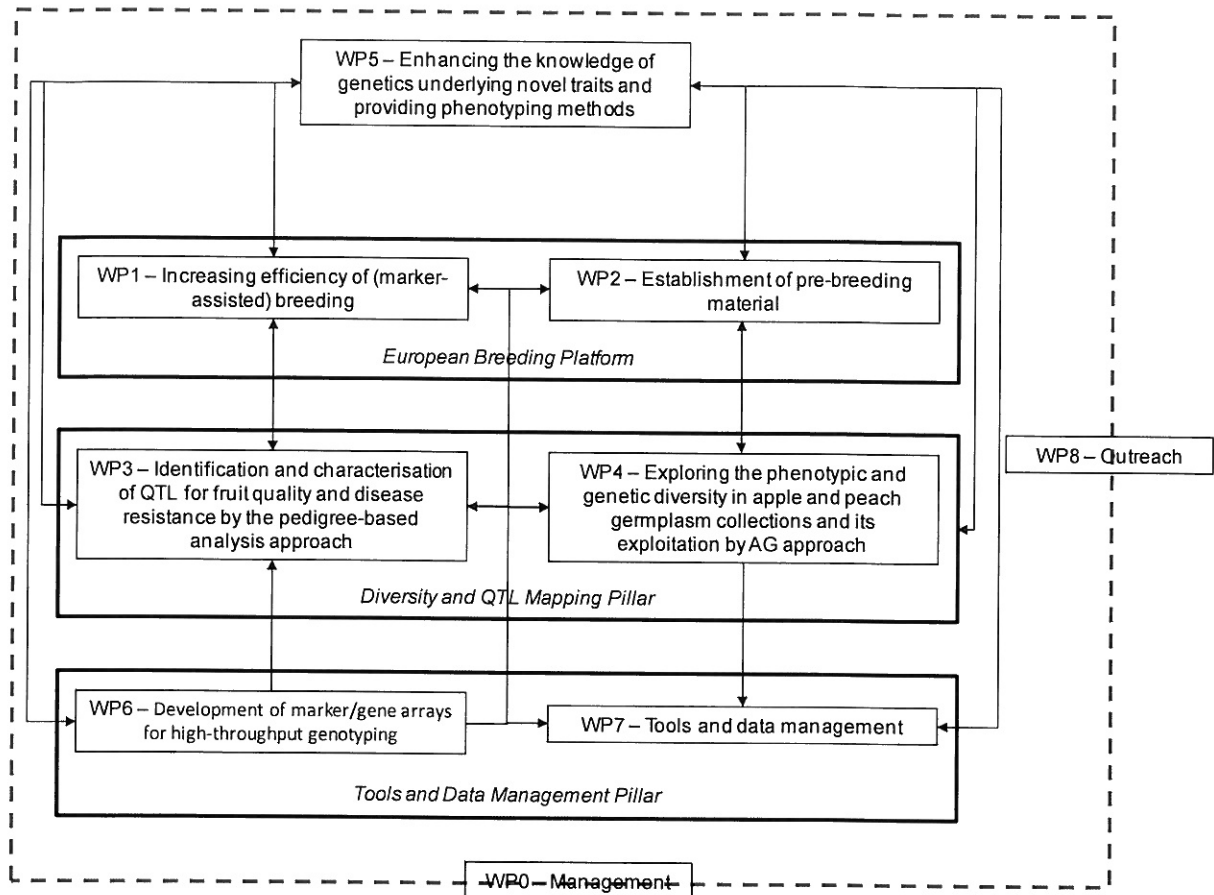 WP5 – Enhancing the knowledge of
genetics underlying novel traits and
providing phenotyping methods
WP1 – Increasing efficiency of (marker-
assisted) breeding
WP2 – Establishment of pre-breeding
material
European Breeding Platform
WP3 – Identification and characterisation
of QTL for fruit quality and disease
resistance by the pedigree-based
analysis approach
WP4 – Exploring the phenotypic and
genetic diversity in apple and peach
germplasm collections and its
exploitation by AG approach
Diversity and QTL Mapping Pillar
WP8 – Outreach
WP6 – Development of marker/gene arrays
for high-throughput genotyping
WP7 – Tools and data management
Tools and Data Management Pillar
WP0 – Management